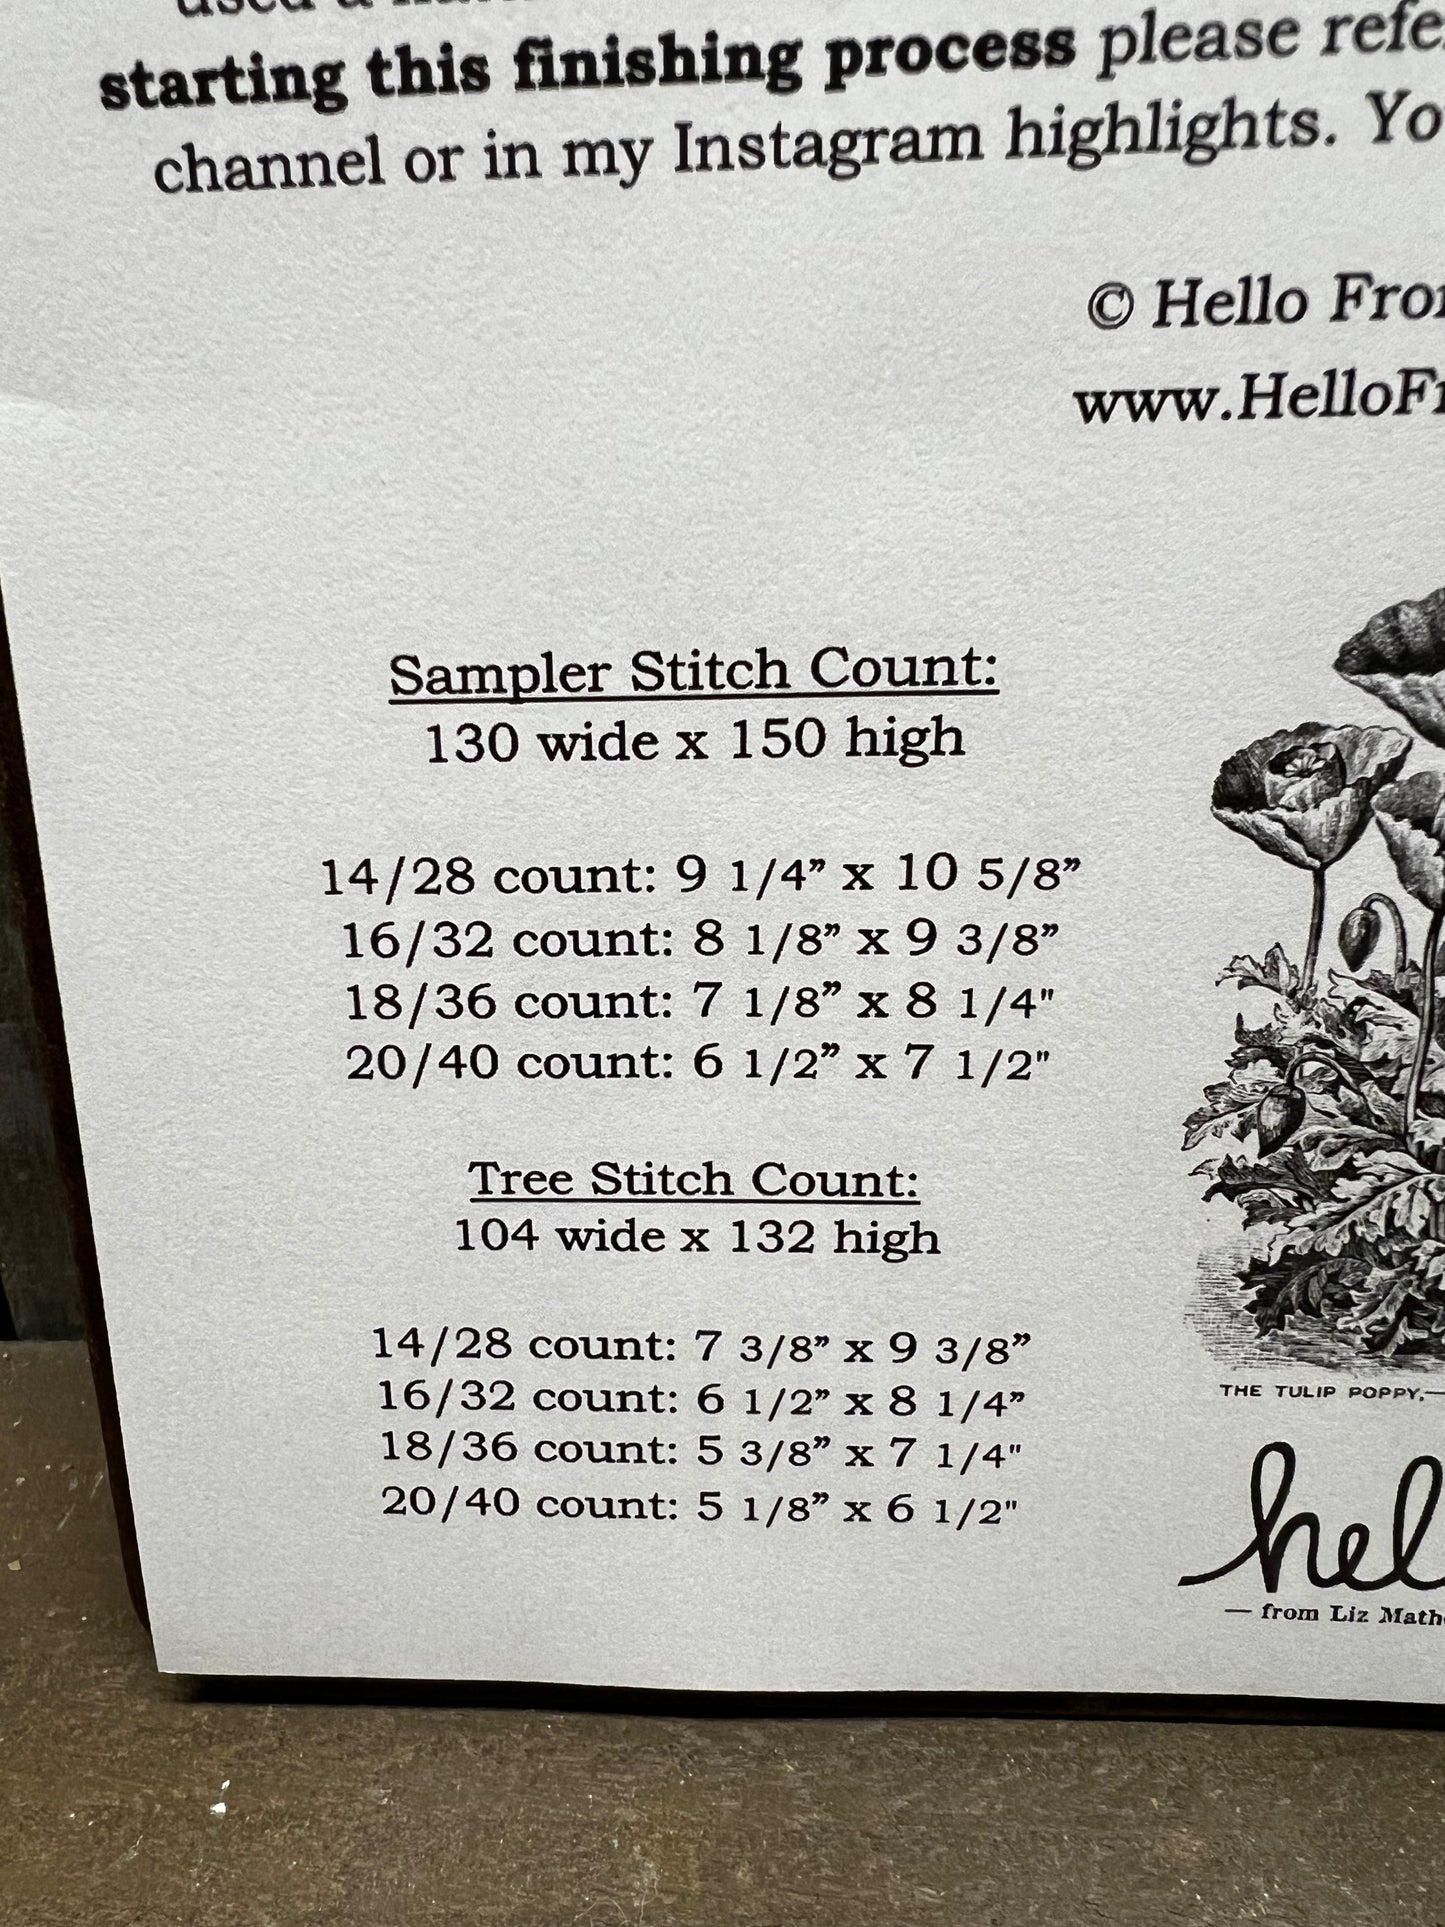 used a
starting this finishing process please refe
channel or in my Instagram highlights. Yo
© Hello Fro
www.HelloFr
Sampler Stitch Count:
130 wide x 150 high
14/28 count: 9 1/4” x 10 5/8”
16/32 count: 8 1/8” x 9 3/8”
18/36 count: 7 1/8” x 8 1/4"
20/40 count: 6 1/2” x 7 1/2"
Tree Stitch Count:
104 wide x 132 high
14/28 count: 7 3/8” x 9 3/8”
16/32 count: 6 1/2” x 8 1/4”
18/36 count: 5 3/8” x 7 1/4"
20/40 count: 5 1/8” x 6 1/2"
THE TULIP POPPY.—
hel
— from Liz Math